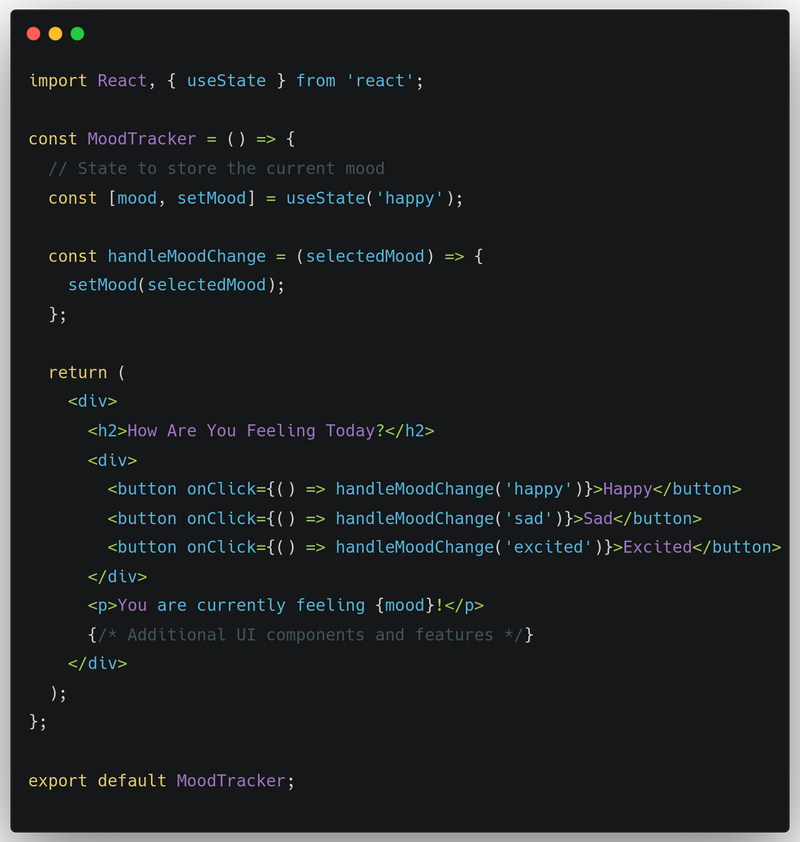 import React, { useState } from 'react';

const MoodTracker = () => {
  // State to store the current mood
  const [mood, setMood] = useState('happy');

  const handleMoodChange = (selectedMood) => {
    setMood(selectedMood);
  };

  return (
    <div>
      <h2>How Are You Feeling Today?</h2>
      <div>
        <button onClick={() => handleMoodChange('happy')}>Happy</button>
        <button onClick={() => handleMoodChange('sad')}>Sad</button>
        <button onClick={() => handleMoodChange('excited')}>Excited</button>
      </div>
      <p>You are currently feeling {mood}!</p>
      {/* Additional UI components and features */}
    </div>
  );
};

export default MoodTracker;